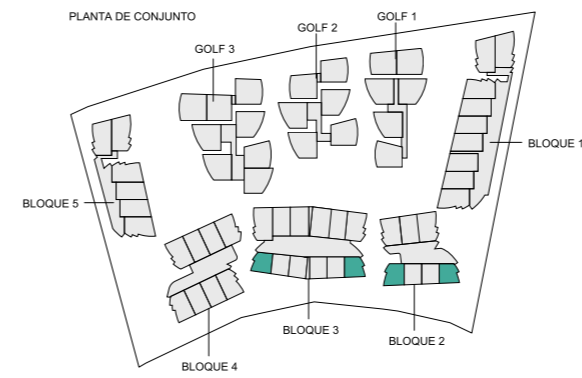 PLANTA DE CONJUNTO
GOLF 1
GOLF 2
GOLF 3
BLOQUE 1
BLOQUE 5
BLOQUE 3
BLOQUE 2
BLOQUE 4